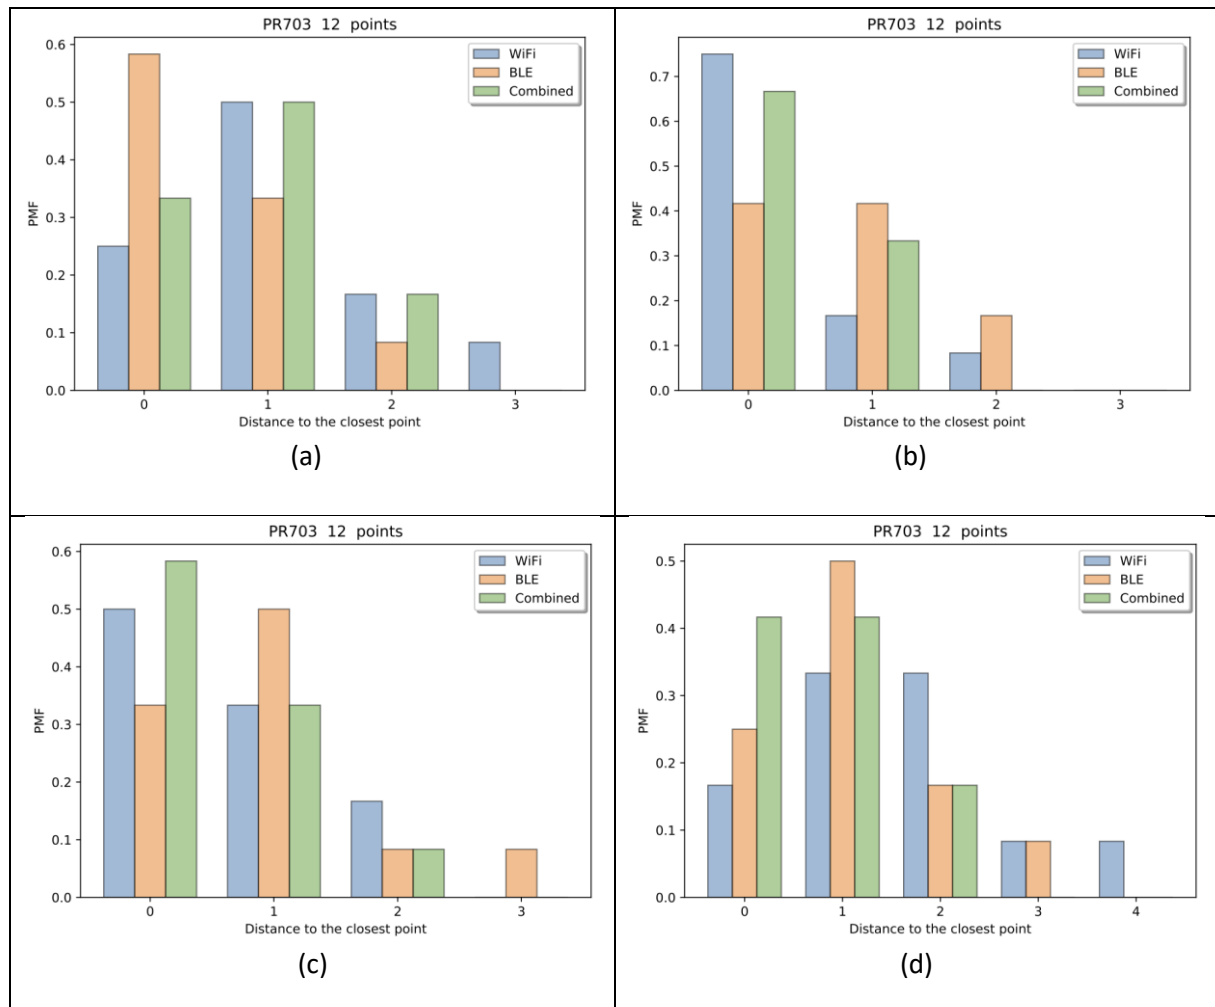 PR703 12 points
WiFi
BLE
Combined
0.6
0.5
0.4
0.3
0.2
0.1
0.0
PMF
0 1 2 3
Distance to the closest point
(a)
PR703 12 points
WiFi
BLE
Combined
0.7
0.6
0.5
0.4
0.3
0.2
0.1
0.0
PMF
0 1 2 3
Distance to the closest point
(b)
PR703 12 points
WiFi
BLE
Combined
0.6
0.5
0.4
0.3
0.2
0.1
0.0
PMF
0 1 2 3
Distance to the closest point
(c)
PR703 12 points
WiFi
BLE
Combined
0.5
0.4
0.3
0.2
0.1
0.0
PMF
0 1 2 3 4
Distance to the closest point
(d)